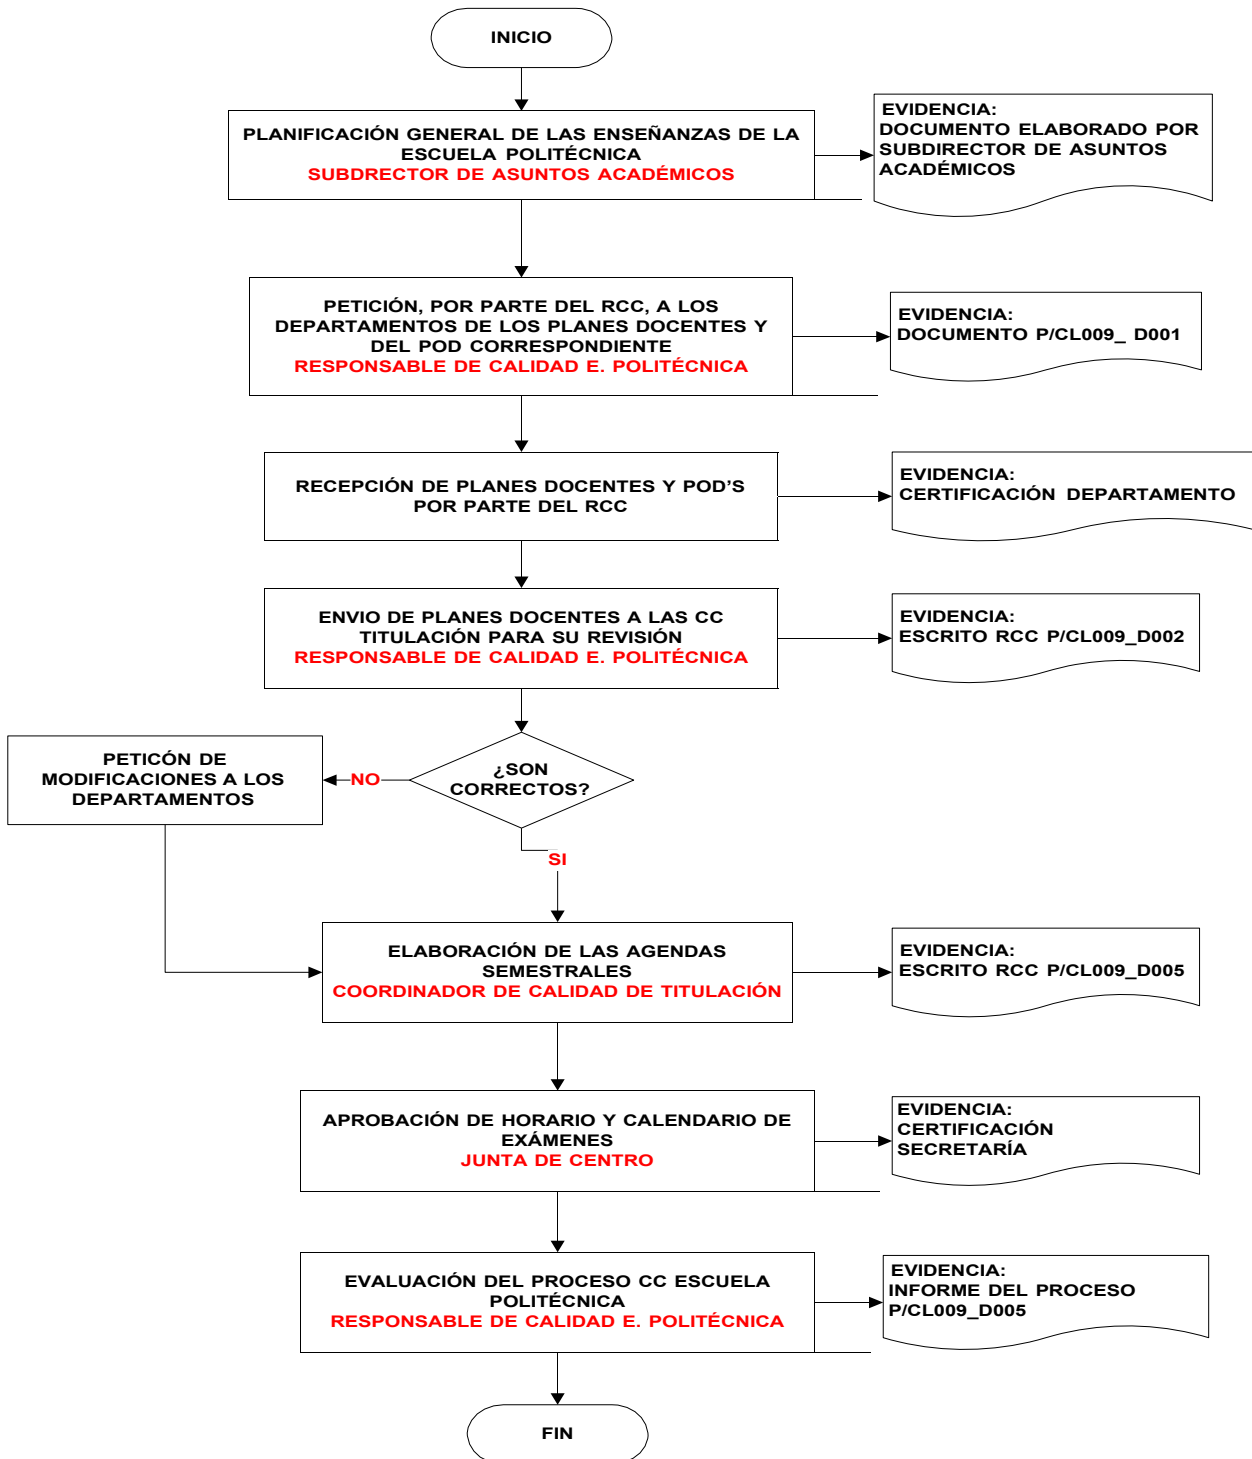 INICIO
PLANIFICACIÓN GENERAL DE LAS ENSEÑANZAS DE LA
ESCUELA POLITÉCNICA
SUBDRECTOR DE ASUNTOS ACADÉMICOS
EVIDENCIA:
DOCUMENTO ELABORADO POR
SUBDIRECTOR DE ASUNTOS
ACADÉMICOS
PETICIÓN, POR PARTE DEL RCC, A LOS
DEPARTAMENTOS DE LOS PLANES DOCENTES Y
DEL POD CORRESPONDIENTE
RESPONSABLE DE CALIDAD E. POLITÉCNICA
EVIDENCIA:
DOCUMENTO P/CL009_ D001
RECEPCIÓN DE PLANES DOCENTES Y POD'S
POR PARTE DEL RCC
EVIDENCIA:
CERTIFICACIÓN DEPARTAMENTO
ENVIO DE PLANES DOCENTES A LAS CC
TITULACIÓN PARA SU REVISIÓN
RESPONSABLE DE CALIDAD E. POLITÉCNICA
EVIDENCIA:
ESCRITO RCC P/CL009_D002
¿SON
CORRECTOS?
NO
PETICÓN DE
MODIFICACIONES A LOS
DEPARTAMENTOS
SI
ELABORACIÓN DE LAS AGENDAS
SEMESTRALES
COORDINADOR DE CALIDAD DE TITULACIÓN
EVIDENCIA:
ESCRITO RCC P/CL009_D005
APROBACIÓN DE HORARIO Y CALENDARIO DE
EXÁMENES
JUNTA DE CENTRO
EVIDENCIA:
CERTIFICACIÓN
SECRETARÍA
EVALUACIÓN DEL PROCESO CC ESCUELA
POLITÉCNICA
RESPONSABLE DE CALIDAD E. POLITÉCNICA
EVIDENCIA:
INFORME DEL PROCESO
P/CL009_D005
FIN